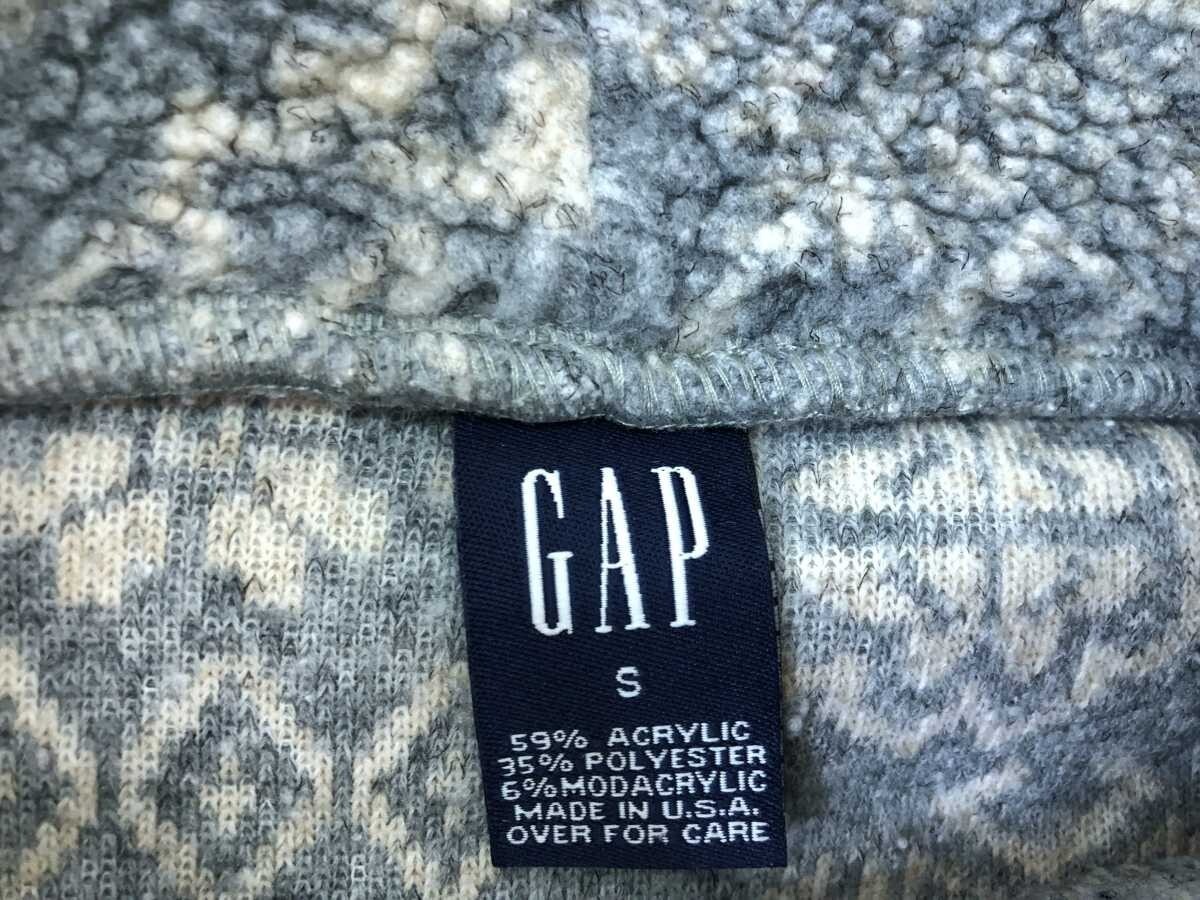 GAP
S
59% ACRYLIC
35% POLYESTER
6% MODACRYLIC
MADE IN U.S.A.
OVER FOR CARE